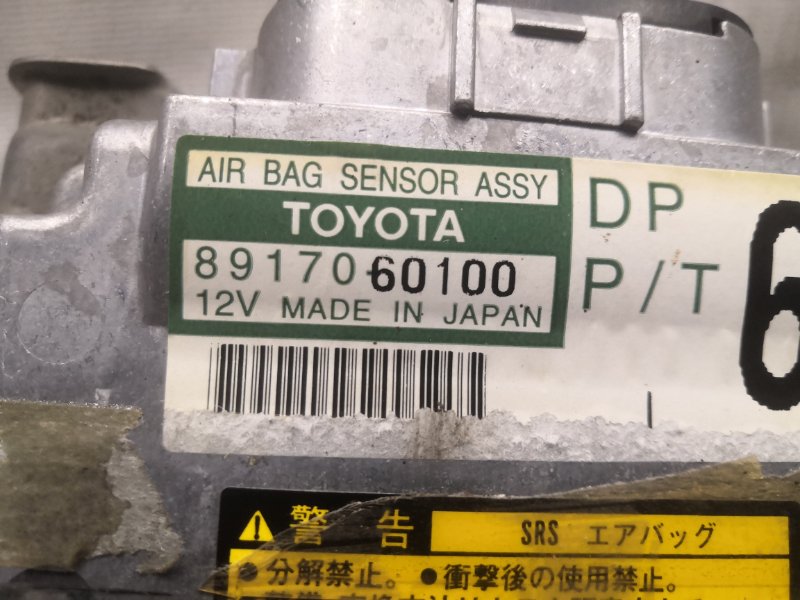 AIR BAG SENSOR ASSY
TOYOTA
89170-60100
12V MADE IN JAPAN
DP
P/T
6
警告
SRS エアバッグ
●分解禁止。●衝撃後の使用禁止。